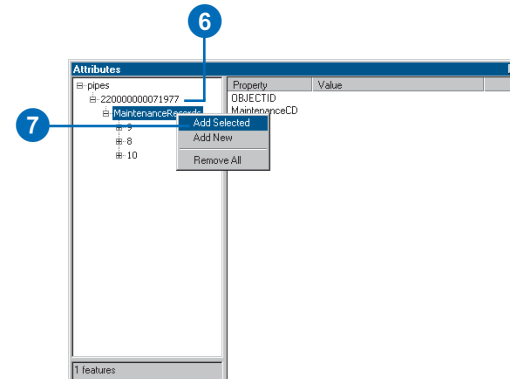 6
Attributes
pipes
Property Value
220000000071977
OBJECTID
MaintenanceRecords
MaintenanceCD
7
Add Selected
9
Add New
8
10
Remove All
1 features